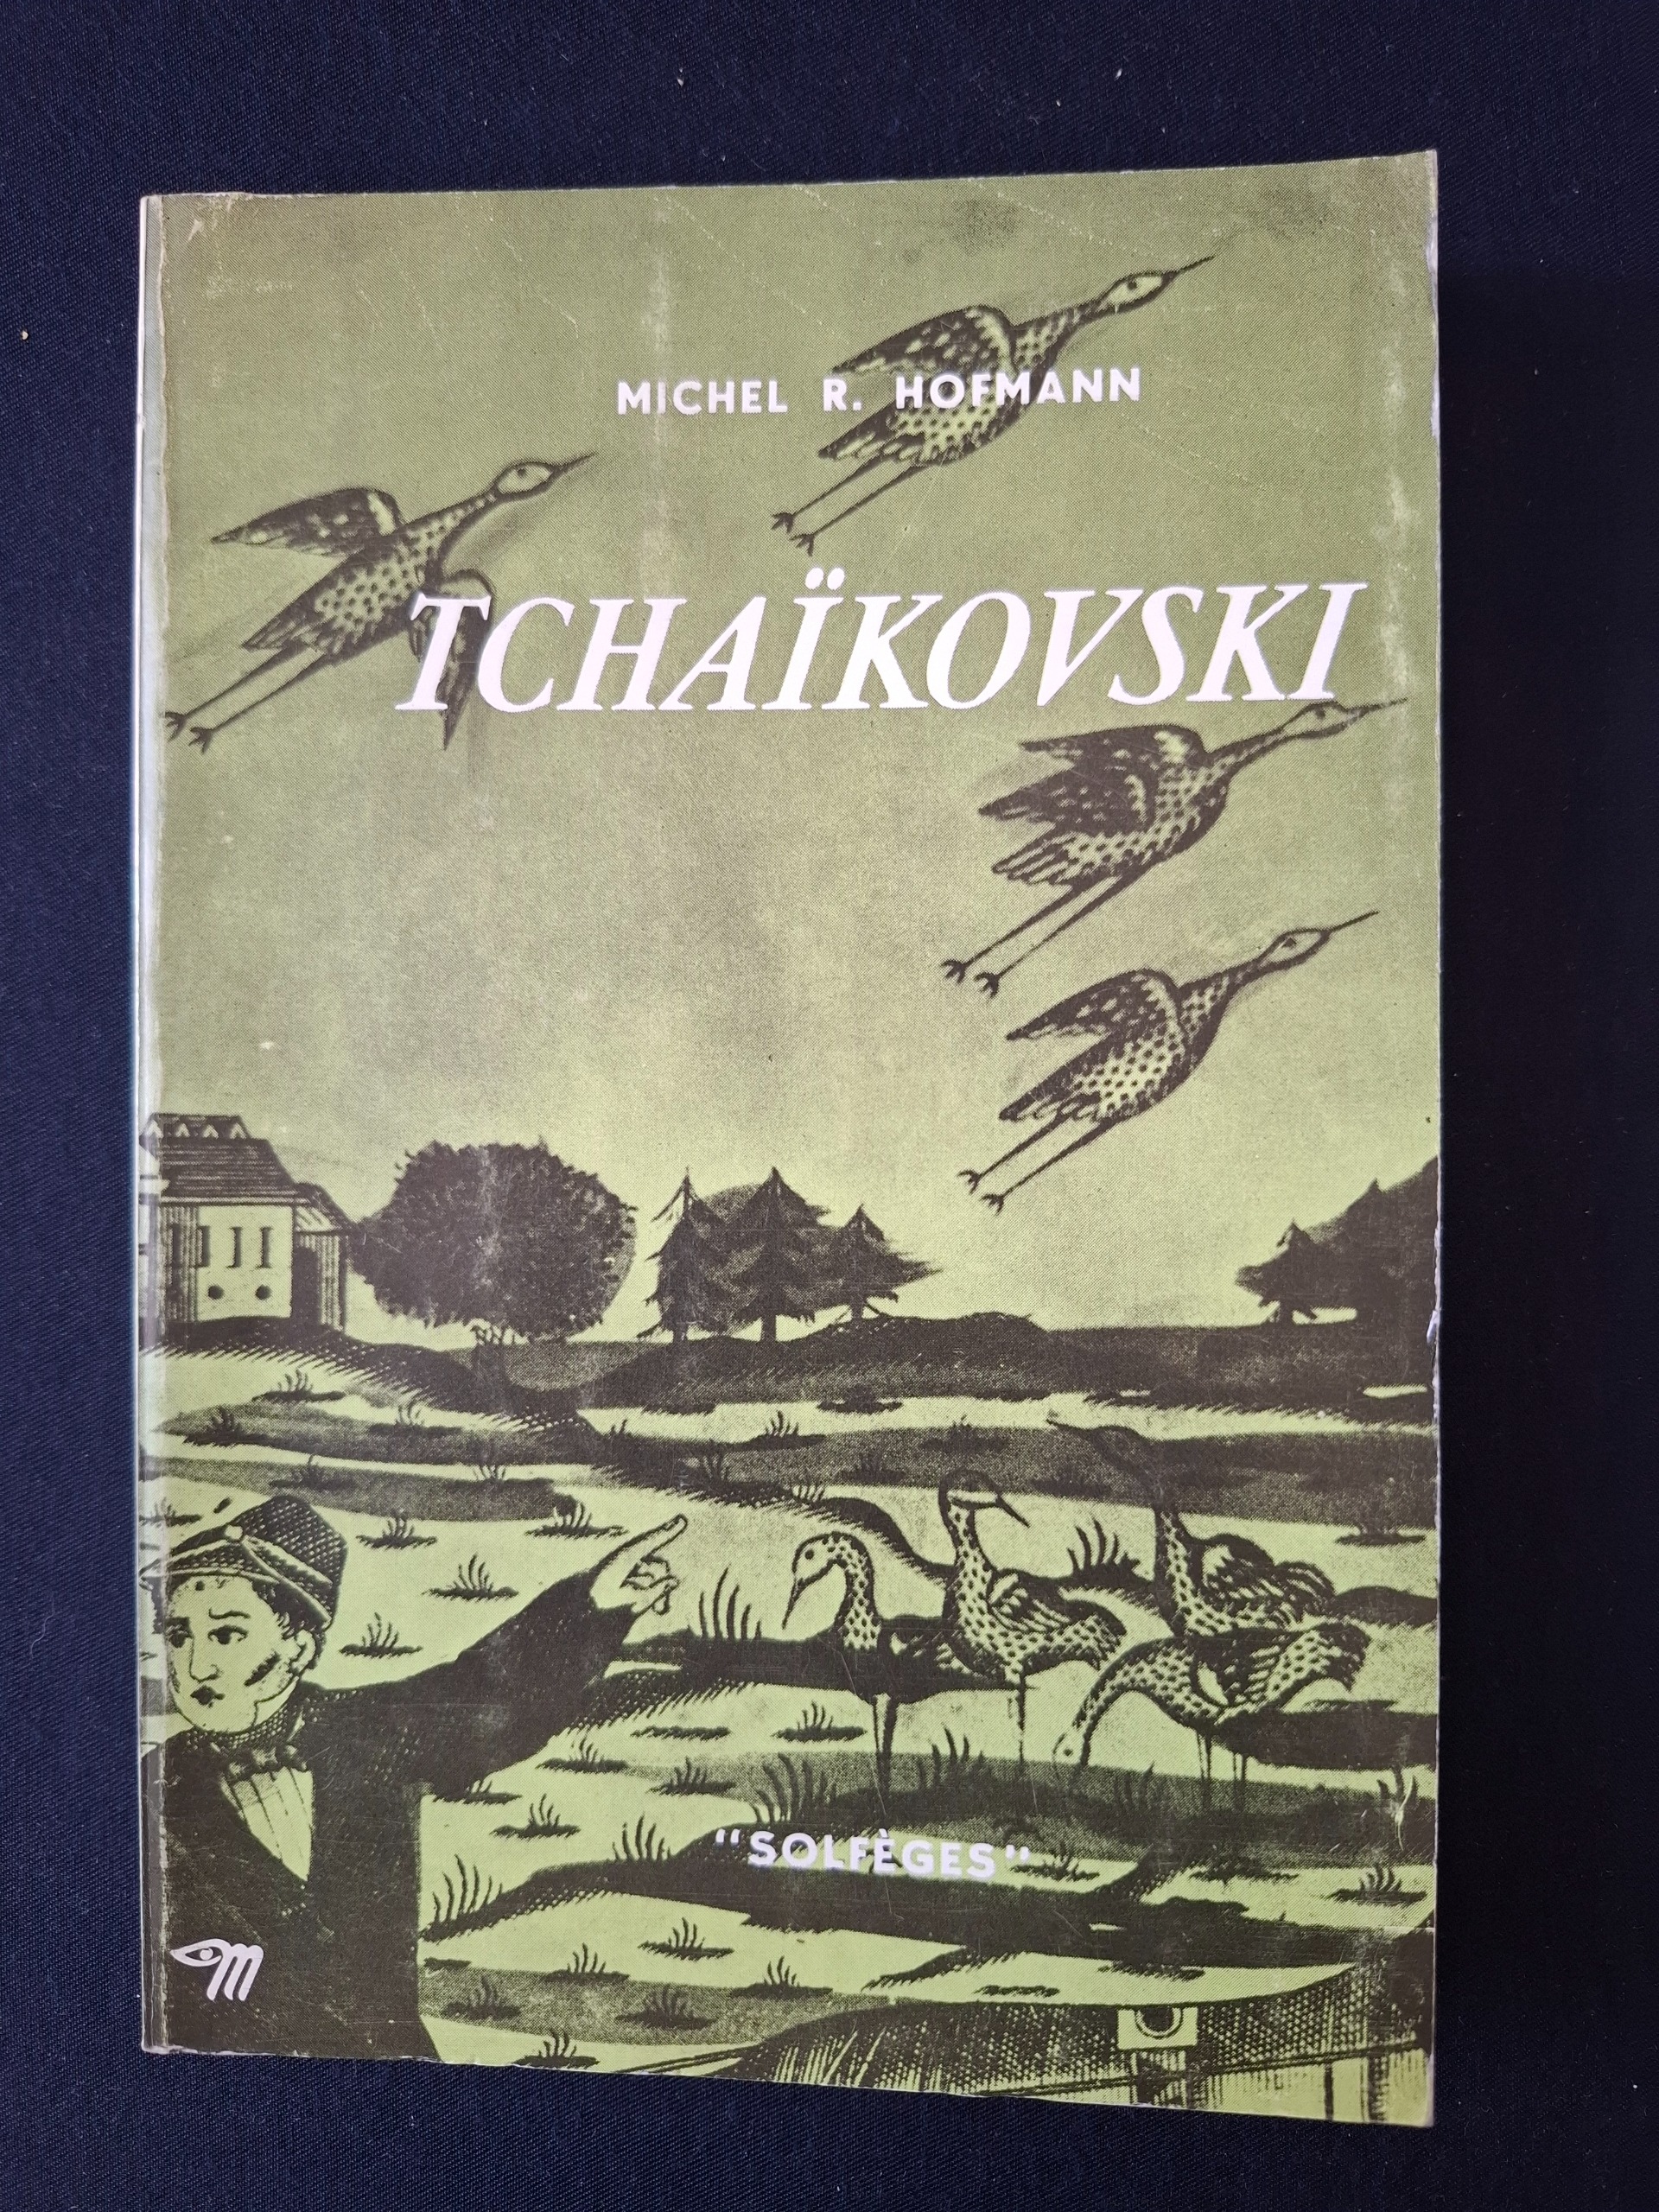 MICHEL R. HOFMANN
TCHAÏKOVSKI
"SOLFÈGES"
m